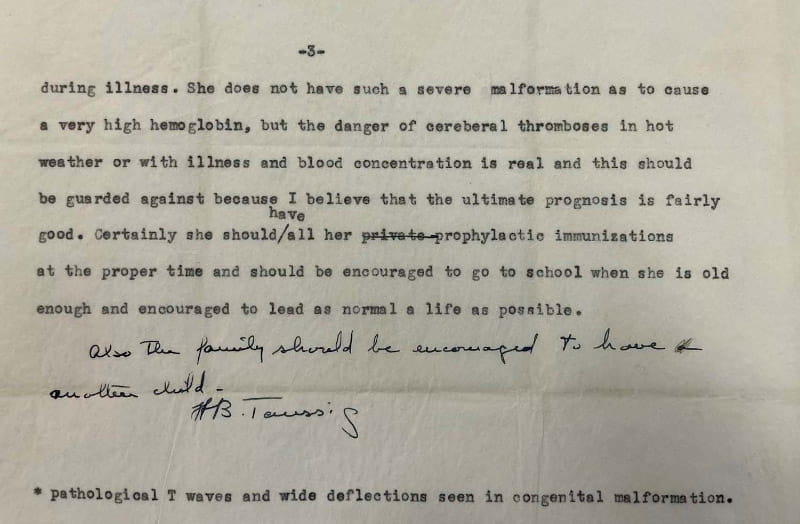 -3-
during illness. She does not have such a severe malformation as to cause
a very high hemoglobin, but the danger of cereberal thromboses in hot
weather or with illness and blood concentration is real and this should
be guarded against because I believe that the ultimate prognosis is fairly
have
good. Certainly she should/all her private prophylactic immunizations
at the proper time and should be encouraged to go to school when she is old
enough and encouraged to lead as normal a life as possible.
Also the family should be encouraged to have a
another child -
HB. Taussig
* pathological T waves and wide deflections seen in congenital malformation.